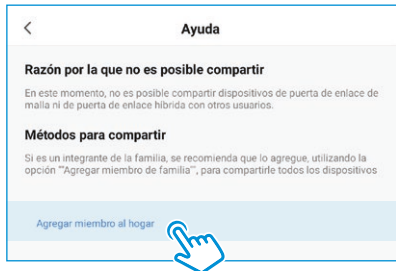 Ayuda
Razón por la que no es posible compartir
En este momento, no es posible compartir dispositivos de puerta de enlace de
malla ni de puerta de enlace híbrida con otros usuarios.
Métodos para compartir
Si es un integrante de la familia, se recomienda que lo agregue, utilizando la
opción ""Agregar miembro de familia"", para compartirle todos los dispositivos
Agregar miembro al hogar